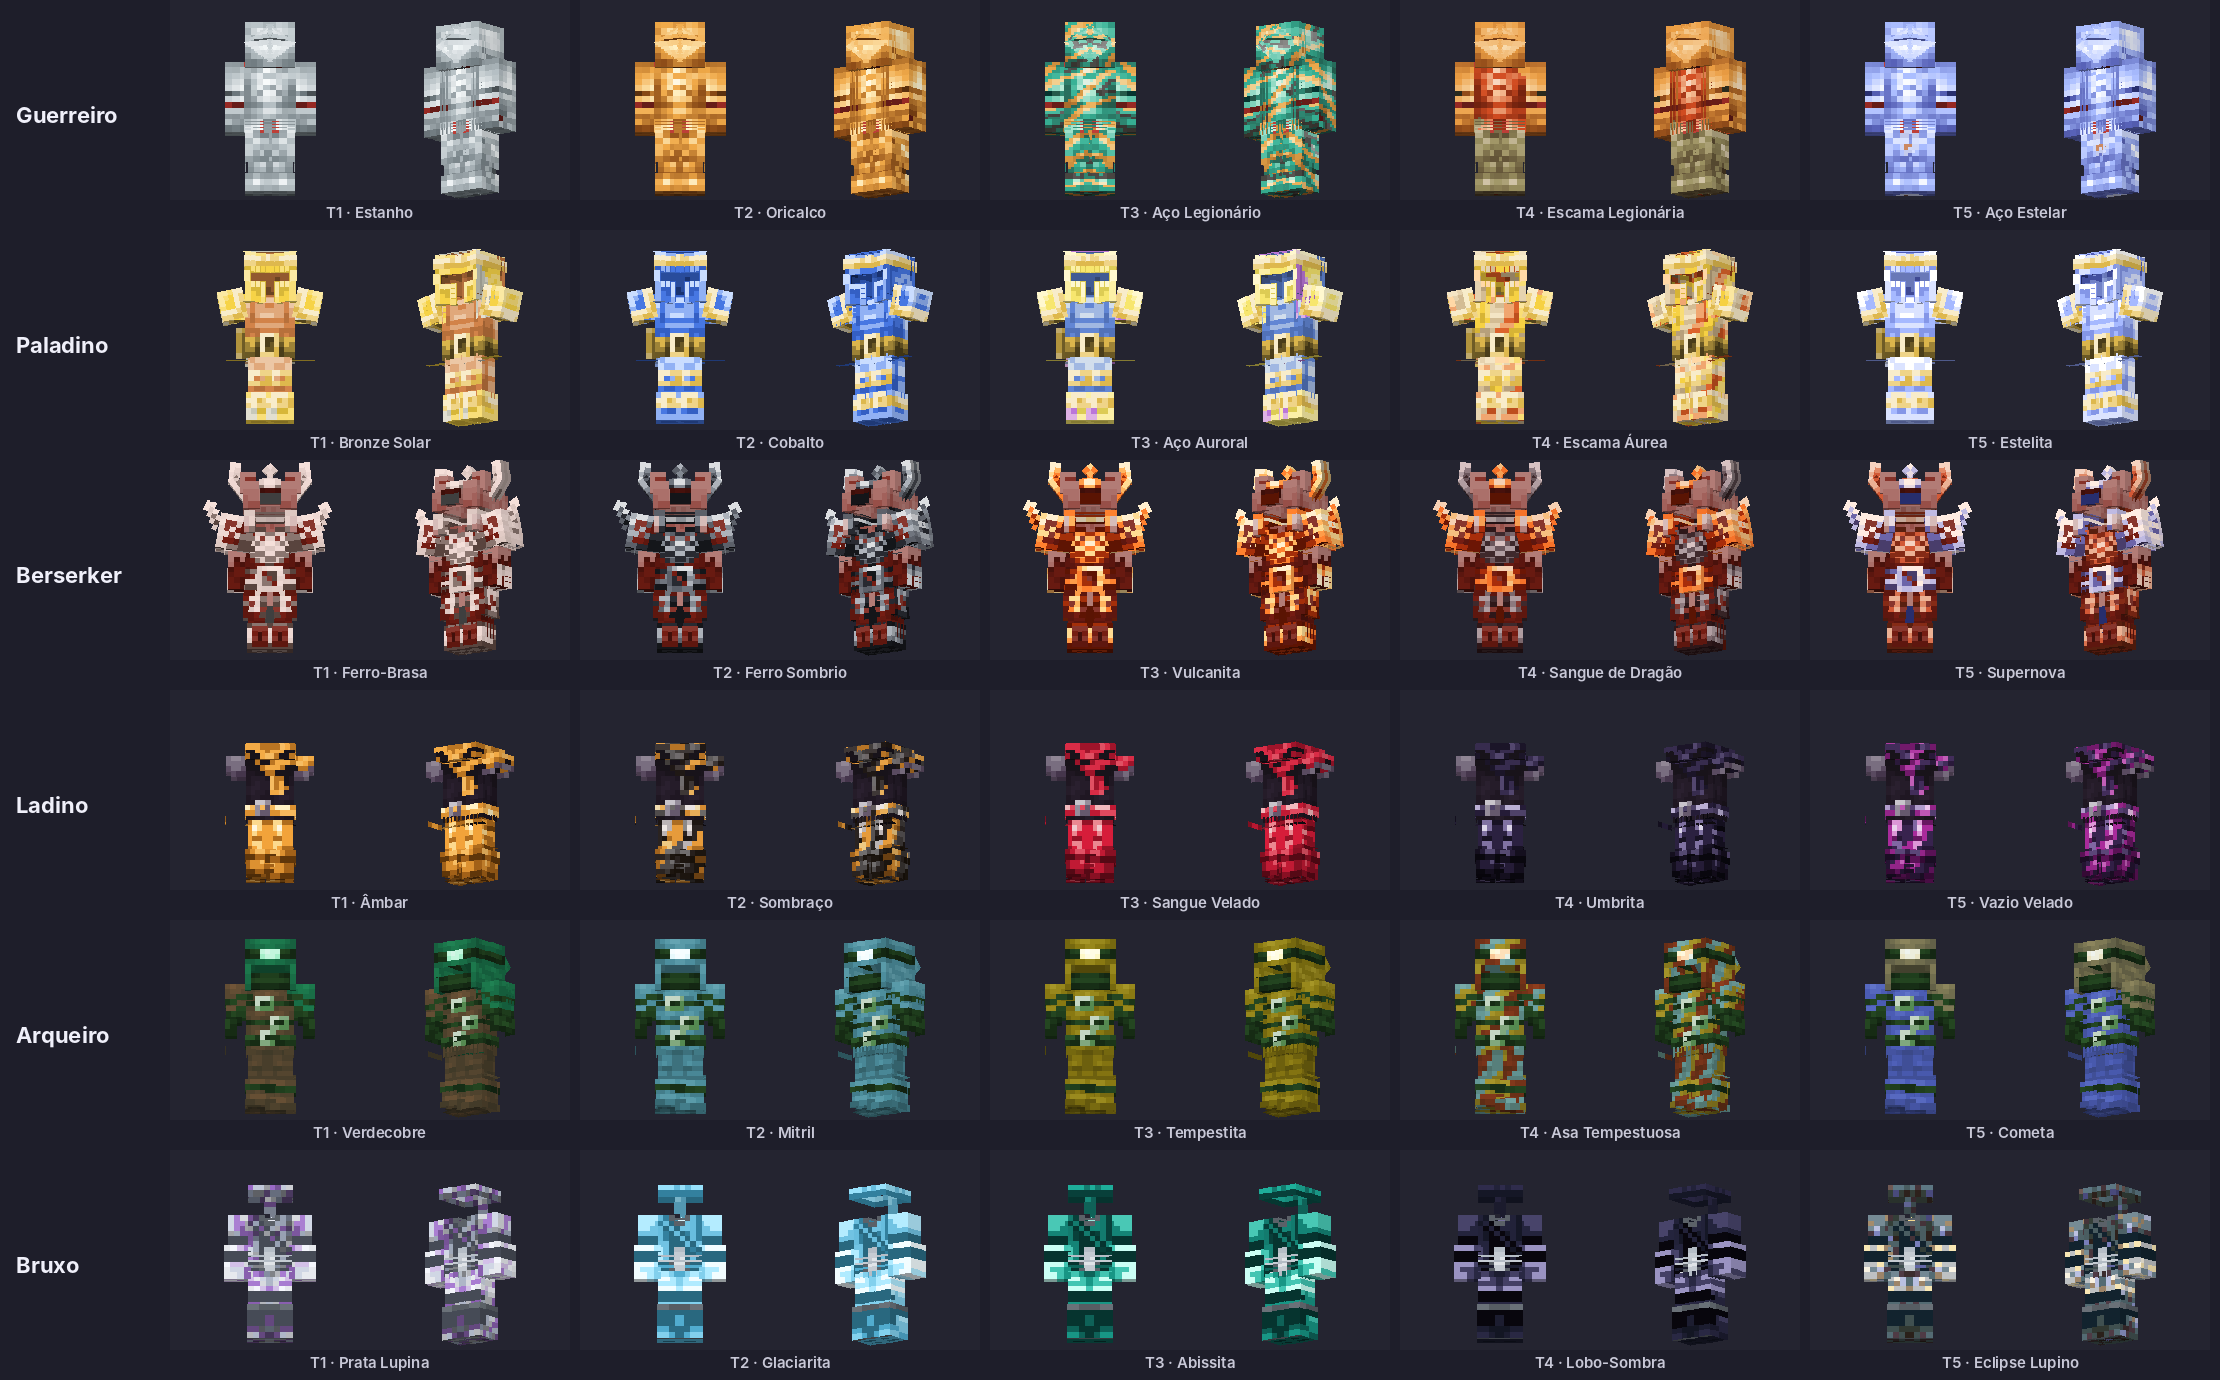 Guerreiro
T1 · Estanho
T2 · Oricalco
T3 · Aço Legionário
T4 · Escama Legionária
T5 · Aço Estelar
Paladino
T1 · Bronze Solar
T2 · Cobalto
T3 · Aço Auroral
T4 · Escama Áurea
T5 · Estelita
Berserker
T1 · Ferro-Brasa
T2 · Ferro Sombrio
T3 · Vulcanita
T4 · Sangue de Dragão
T5 · Supernova
Ladino
T1 · Âmbar
T2 · Sombraço
T3 · Sangue Velado
T4 · Umbrita
T5 · Vazio Velado
Arqueiro
T1 · Verdecobre
T2 · Mitril
T3 · Tempestita
T4 · Asa Tempestuosa
T5 · Cometa
Bruxo
T1 · Prata Lupina
T2 · Glaciarita
T3 · Abissita
T4 · Lobo-Sombra
T5 · Eclipse Lupino